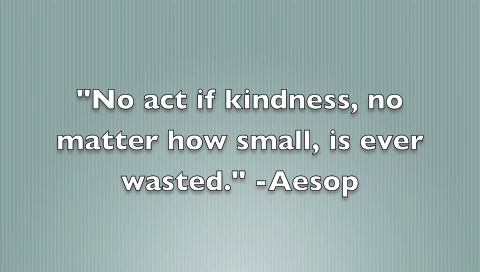 "No act if kindness, no
matter how small, is ever
wasted." -Aesop